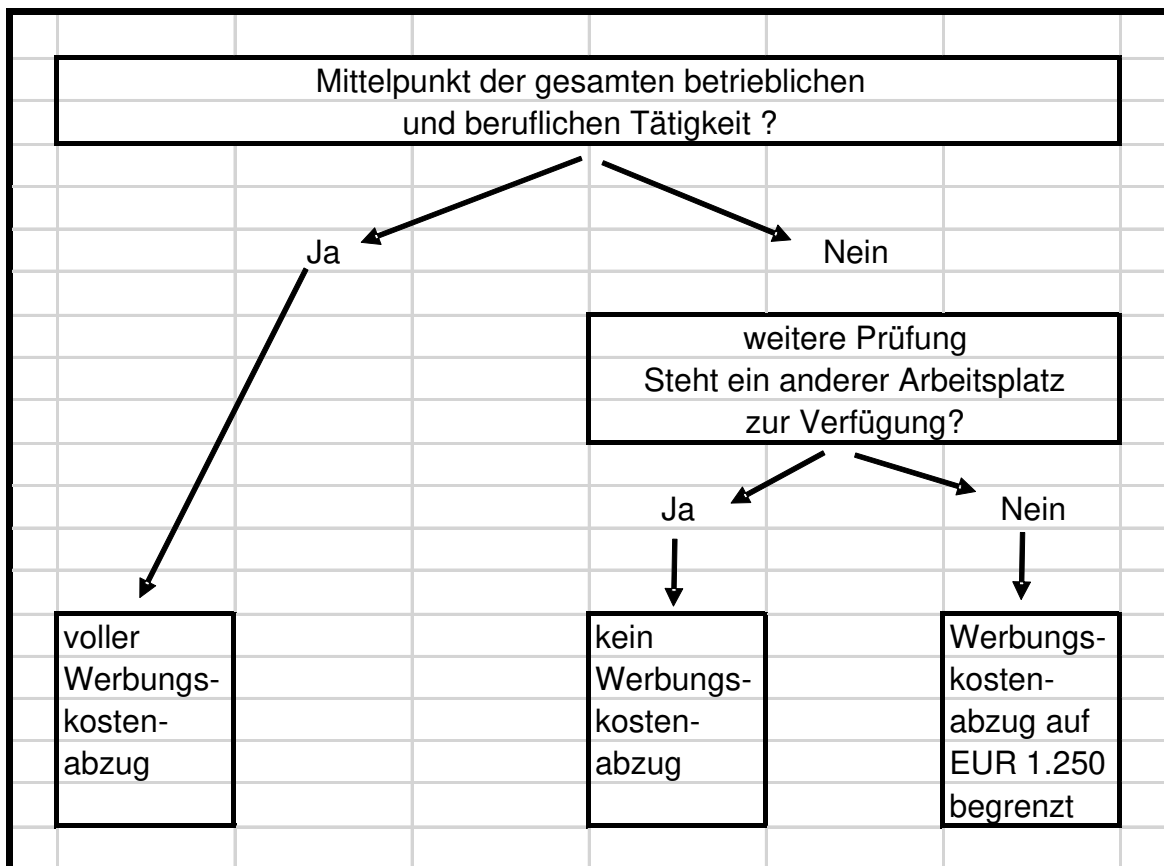 Mittelpunkt der gesamten betrieblichen
und beruflichen Tätigkeit ?
Ja
Nein
weitere Prüfung
Steht ein anderer Arbeitsplatz
zur Verfügung?
Ja
Nein
voller
Werbungs-
kosten-
abzug
kein
Werbungs-
kosten-
abzug
Werbungs-
kosten-
abzug auf
EUR 1.250
begrenzt